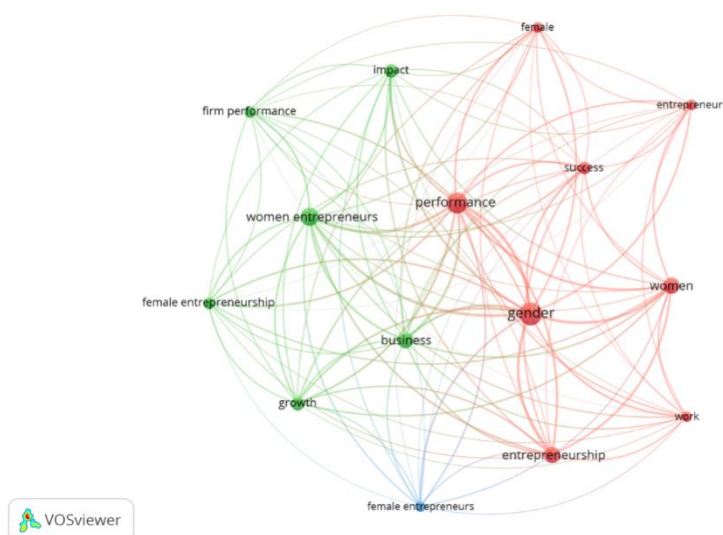 female
impact
entrepreneur
firm performance
success
performance
women entrepreneurs
women
female entrepreneurship
gender
business
growth
work
entrepreneurship
female entrepreneurs
VOSviewer